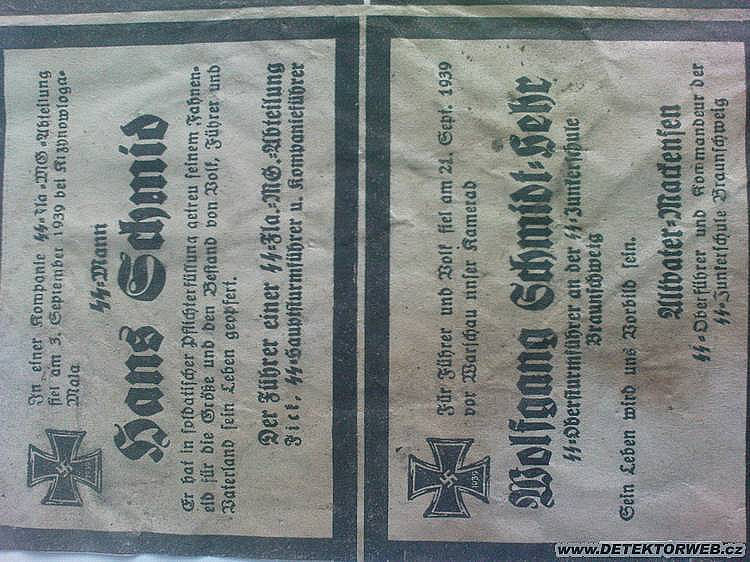 In einer Kompanie SS-Fla-MG-Abteilung
fiel am 3. September 1939 bei Krzynowloga-
Mala
SS-Mann
Hans Schmid
Er hat in soldatischer Pflichterfüllung getreu seinem Fahnen-
eid für die Größe und den Bestand von Volk, Führer und
Vaterland sein Leben geopfert.
Der Führer einer SS-Fla.-MG.-Abteilung
Fick, SS-Hauptsturmführer u. Kompanieführer
Für Führer und Volk fiel am 21. Sept. 1939
vor Warschau unser Kamerad
Wolfgang Schmidt-Hehr
SS-Obersturmführer an der SS-Junkerschule
Braunschweig
Sein Leben wird uns Vorbild sein.
Altvater-Mackensen
SS-Oberführer und Kommandeur der
SS-Junkerschule Braunschweig
1939
www.DETEKTORWEB.cz